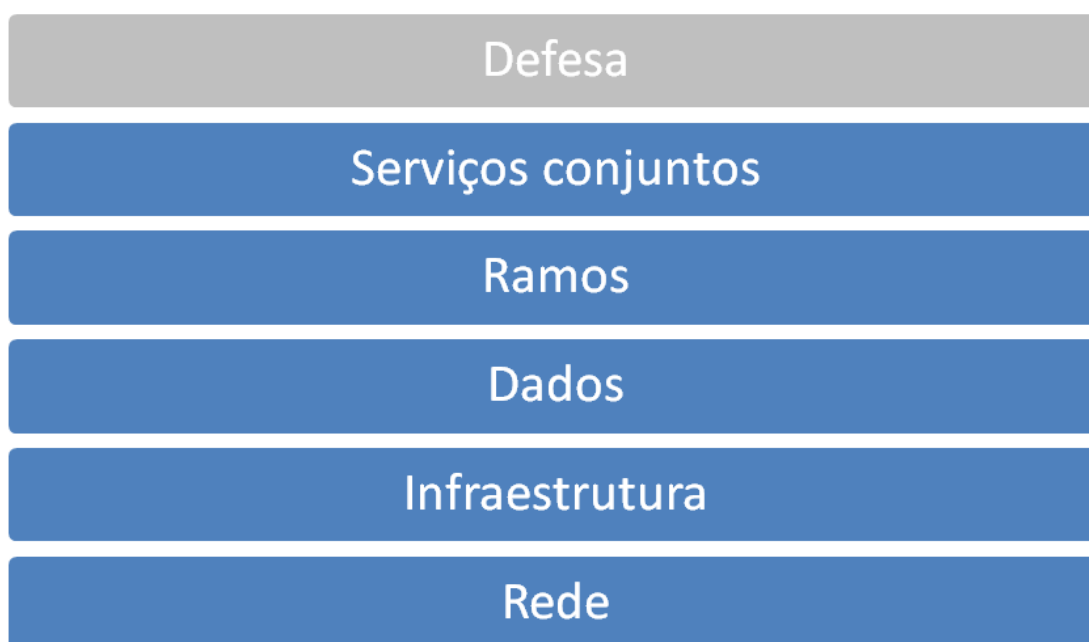 Defesa
Serviços conjuntos
Ramos
Dados
Infraestrutura
Rede